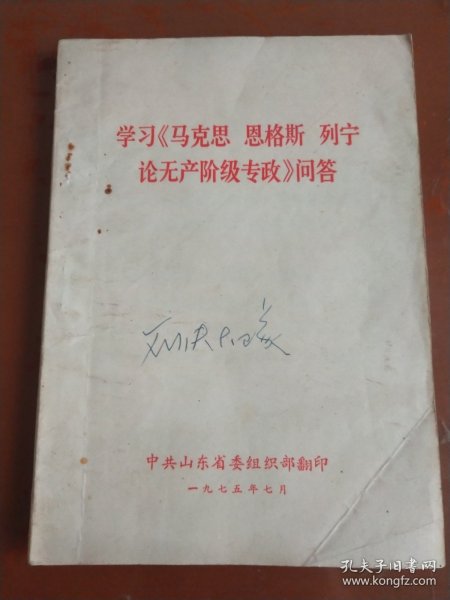 学习《马克思 恩格斯 列宁
论无产阶级专政》问答
中共山东省委组织部翻印
一九七五年七月
孔夫子旧书网
www.kongfz.com